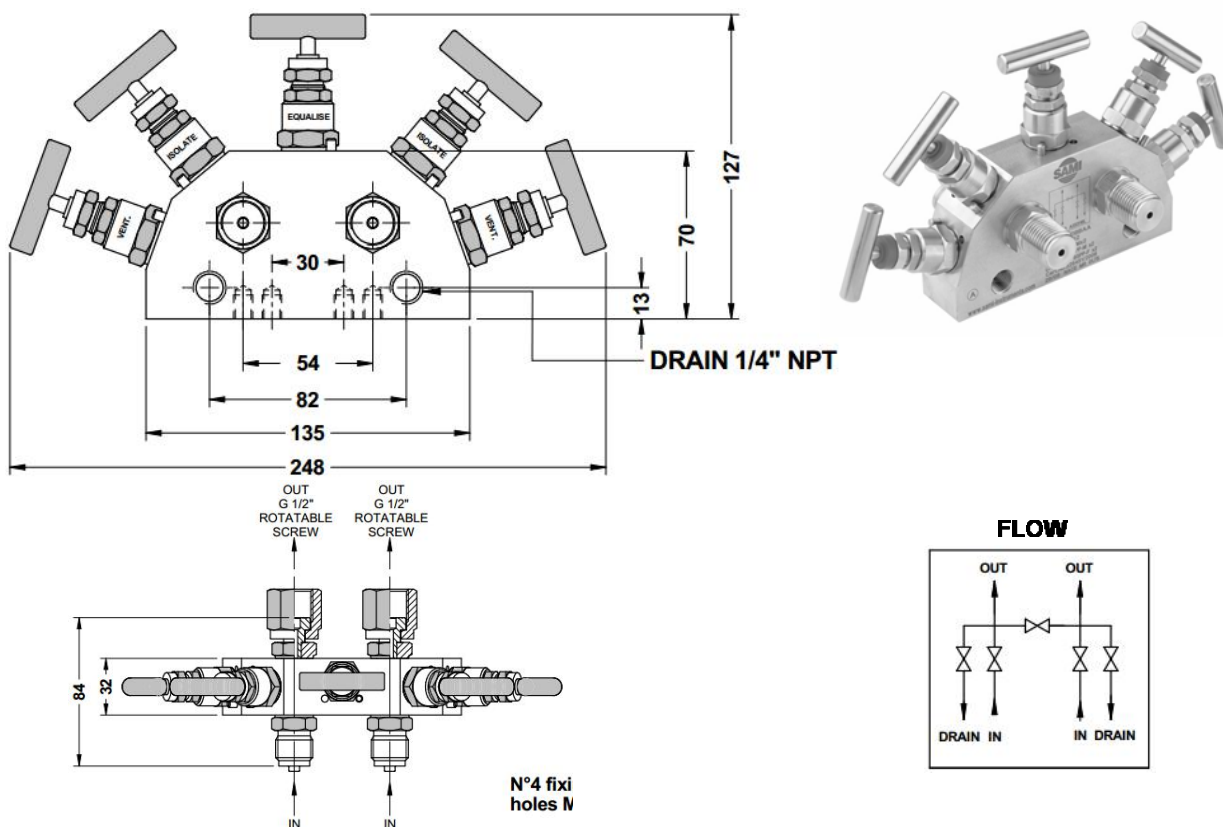 EQUALISE
ISOLATE
ISOLATE
VENT.
VENT.
127
70
30
13
54
DRAIN 1/4" NPT
82
135
248
SAMI
OUT
G 1/2"
ROTATABLE
SCREW
OUT
G 1/2"
ROTATABLE
SCREW
84
32
IN
IN
N°4 fixi
holes M
FLOW
OUT
OUT
DRAIN
IN
IN
DRAIN